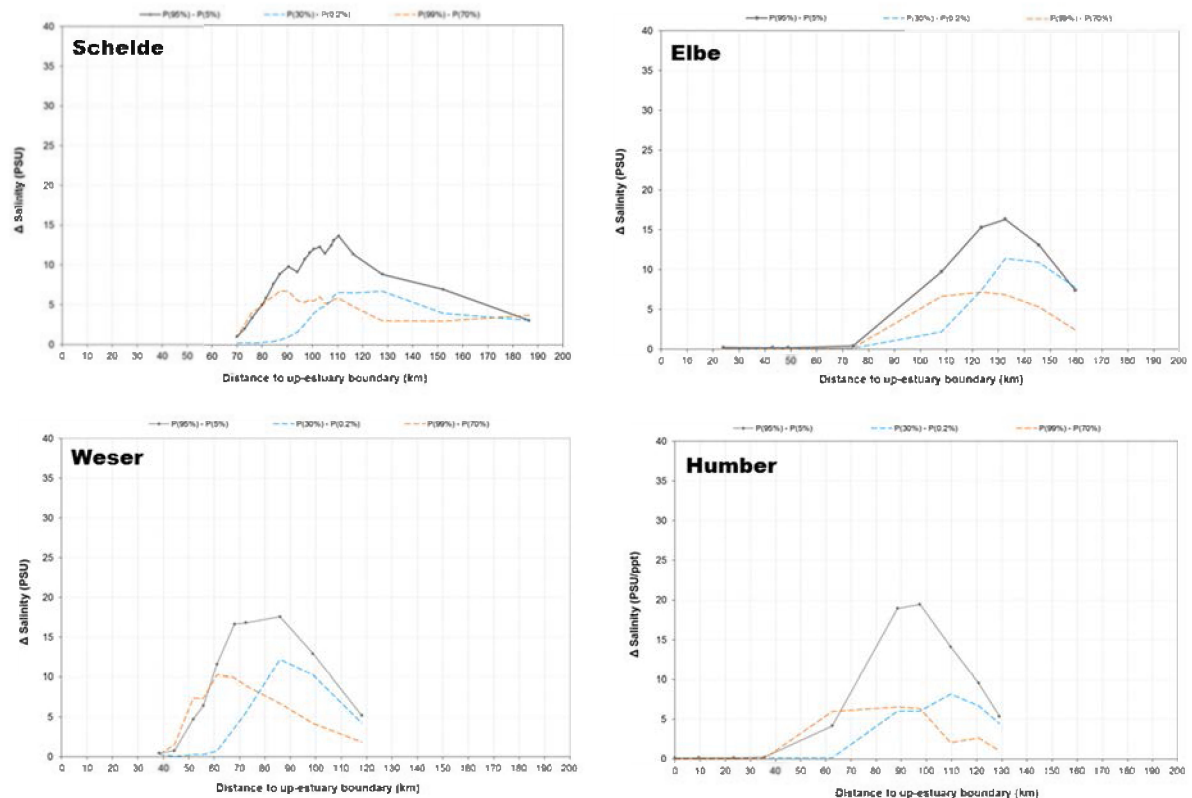 P(95%) - P(5%) P(30%) - P(0.2%) P(99%) - P(70%)
Schelde
Δ Salinity (PSU)
40
35
30
25
20
15
10
5
0
0 10 20 30 40 50 60 70 80 90 100 110 120 130 140 150 160 170 180 190 200
Distance to up-estuary boundary (km)
P(95%) - P(5%) P(30%) - P(0.2%) P(99%) - P(70%)
Elbe
Δ Salinity (PSU)
40
35
30
25
20
15
10
5
0
0 10 20 30 40 50 60 70 80 90 100 110 120 130 140 150 160 170 180 190 200
Distance to up-estuary boundary (km)
P(95%) - P(5%) P(30%) - P(0.2%) P(99%) - P(70%)
Weser
Δ Salinity (PSU)
40
35
30
25
20
15
10
5
0
0 10 20 30 40 50 60 70 80 90 100 110 120 130 140 150 160 170 180 190 200
Distance to up-estuary boundary (km)
P(95%) - P(5%) P(30%) - P(0.2%) P(99%) - P(70%)
Humber
Δ Salinity (PSU/ppt)
40
35
30
25
20
15
10
5
0
0 10 20 30 40 50 60 70 80 90 100 110 120 130 140 150 160 170 180 190 200
Distance to up-estuary boundary (km)